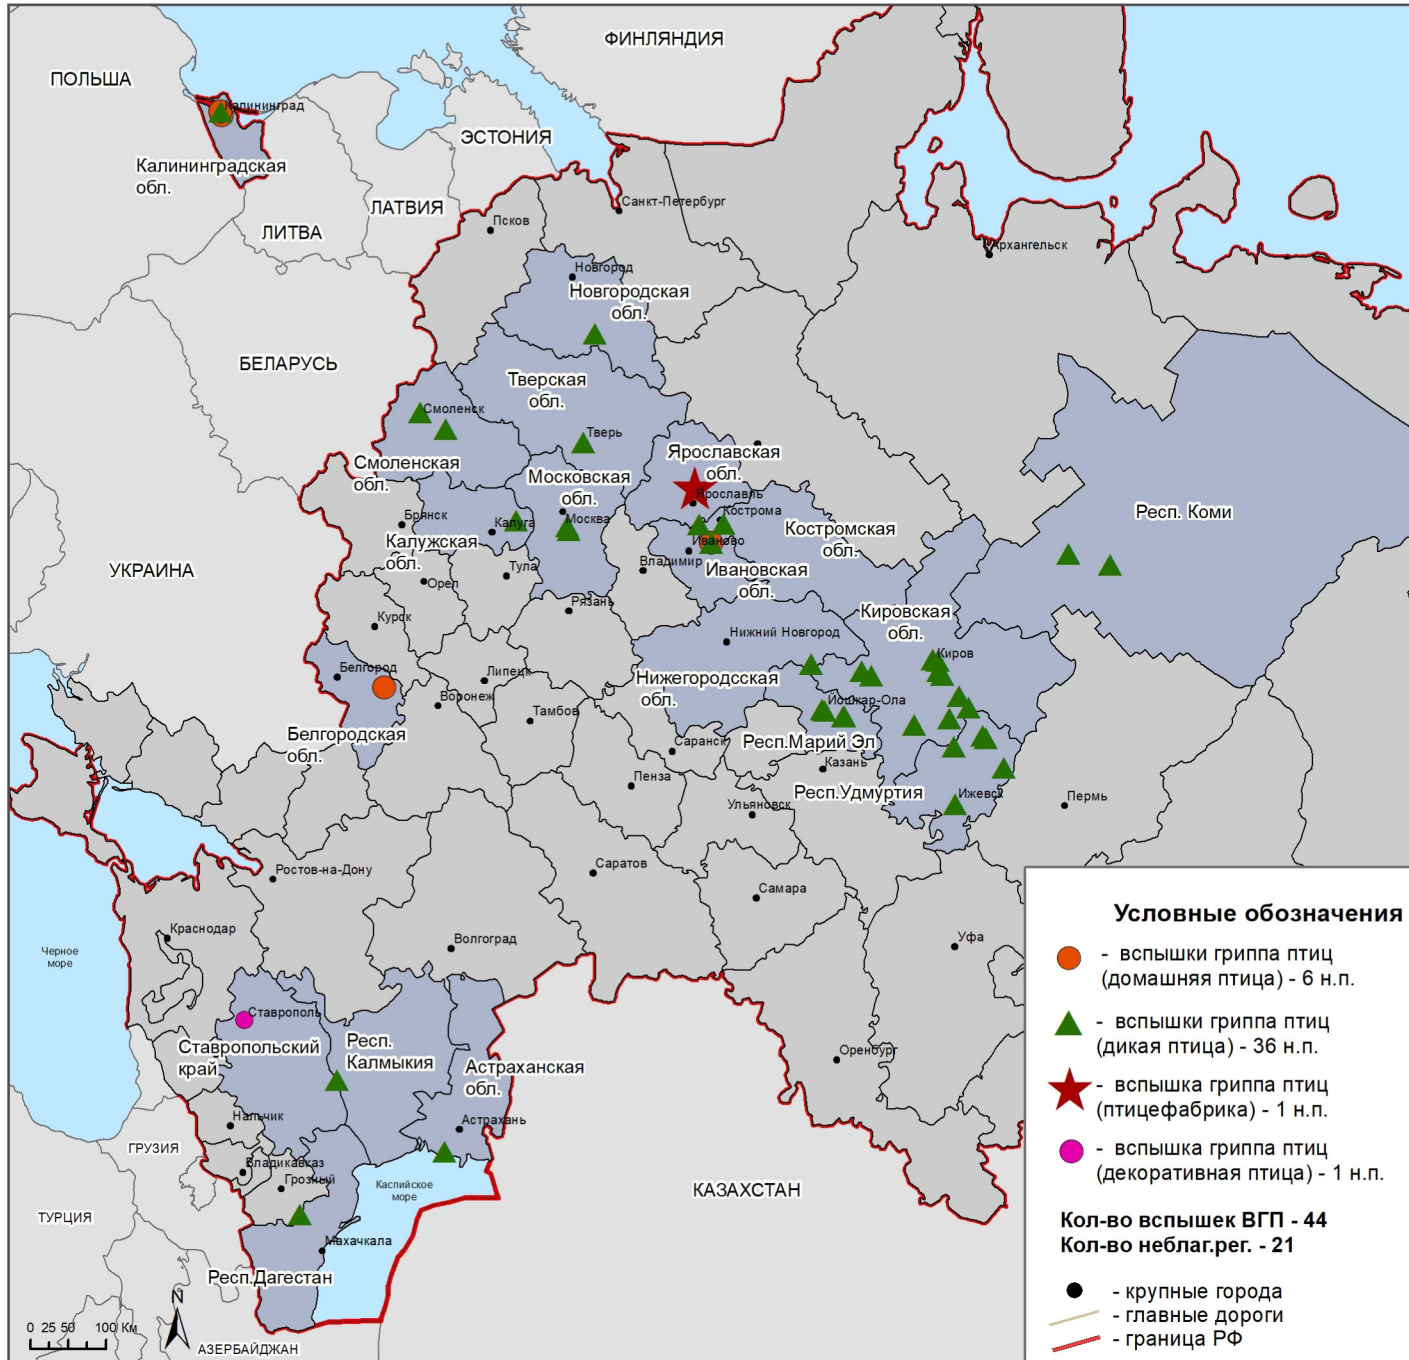 ФИНЛЯНДИЯ
ПОЛЬША
Калининград
ЭСТОНИЯ
Калининградская
обл.
ЛАТВИЯ
Санкт-Петербург
Псков
ЛИТВА
Архангельск
Новгород
Новгородская
обл.
БЕЛАРУСЬ
Тверская
обл.
Смоленск
Тверь
Смоленская
обл.
Ярославская
обл.
Московская
обл.
Ярославль
Кострома
Респ. Коми
Брянск
Калуга
Москва
Костромская
обл.
Калужская
обл.
Иваново
Владимир
Ивановская
обл.
УКРАИНА
Орел
Тула
Рязань
Кировская
обл.
Курск
Нижний Новгород
Киров
Белгород
Липецк
Нижегородсская
обл.
Воронеж
Йошкар-Ола
Тамбов
Белгородская
обл.
Саранск
Респ.Марий Эл
Казань
Пенза
Респ.Удмуртия
Ижевск
Ульяновск
Пермь
Ростов-на-Дону
Саратов
Самара
Краснодар
Волгоград
Уфа
Черное
море
Ставрополь
Ставропольский
край
Респ.
Калмыкия
Астраханская
обл.
Оренбург
Нальчик
Астрахань
ГРУЗИЯ
Владикавказ
Грозный
Каспийское
море
КАЗАХСТАН
ТУРЦИЯ
Махачкала
Респ.Дагестан
N
0 25 50 100 Км
АЗЕРБАЙДЖАН
Условные обозначения
- вспышки гриппа птиц
(домашняя птица) - 6 н.п.
- вспышки гриппа птиц
(дикая птица) - 36 н.п.
- вспышка гриппа птиц
(птицефабрика) - 1 н.п.
- вспышка гриппа птиц
(декоративная птица) - 1 н.п.
Кол-во вспышек ВГП - 44
Кол-во неблаг.рег. - 21
- крупные города
- главные дороги
- граница РФ